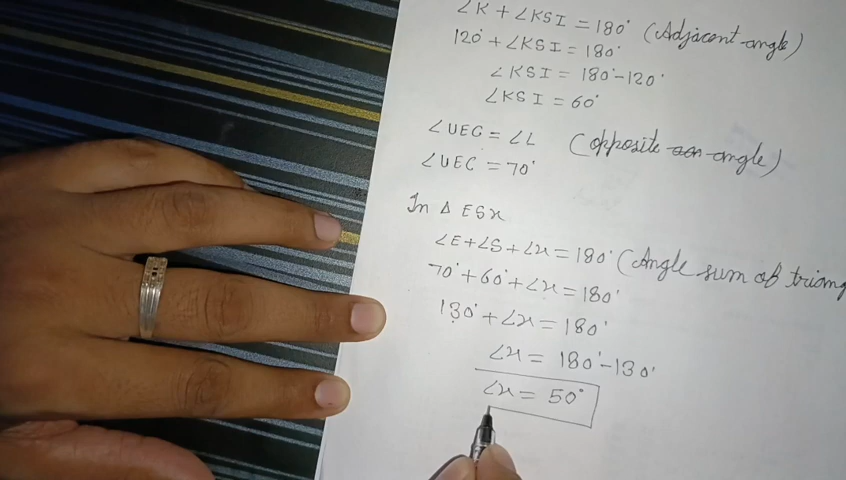 ∠K + ∠KSI = 180° (Adjacent angle)
120° + ∠KSI = 180°
∠KSI = 180° - 120°
∠KSI = 60°
∠UEC = ∠L (opposite angle)
∠UEC = 70°
In Δ ESx
∠E + ∠S + ∠x = 180° (Angle sum of triang
70° + 60° + ∠x = 180°
130° + ∠x = 180°
∠x = 180° - 130°
∠x = 50°